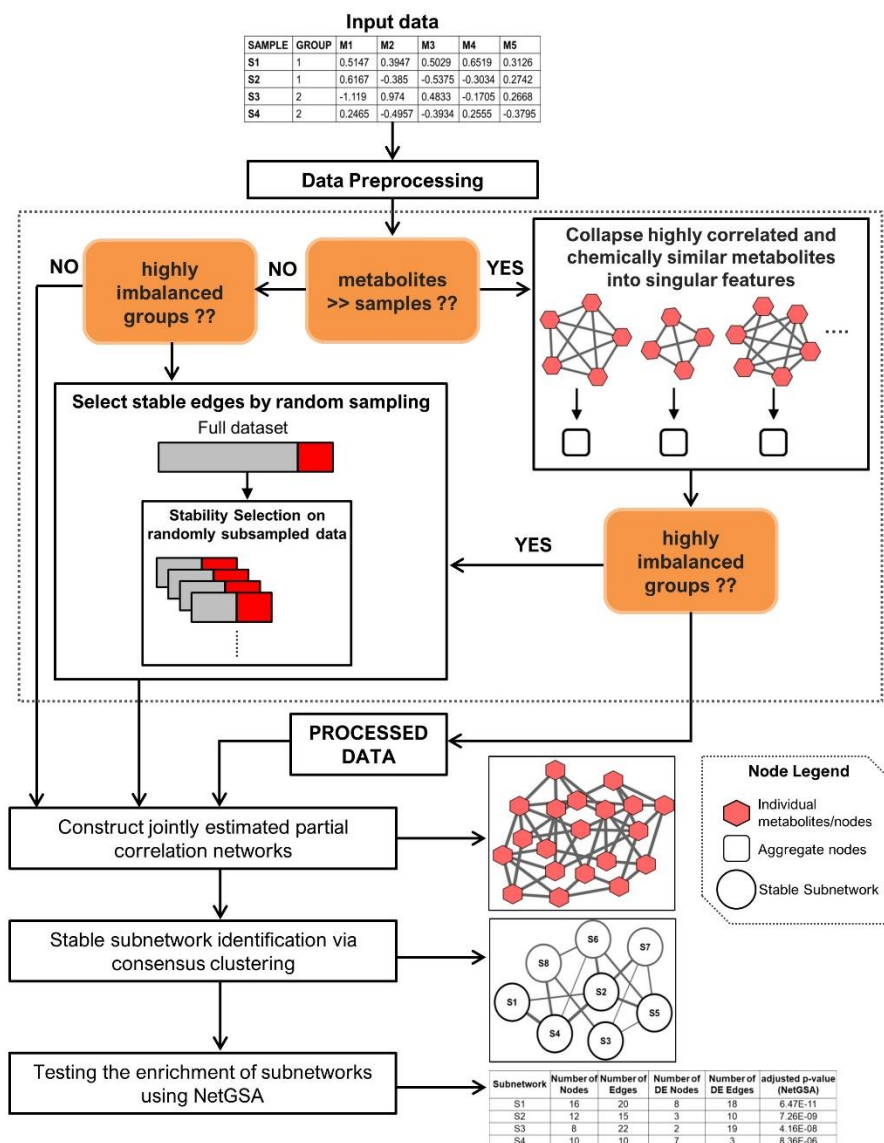 Input data
SAMPLE GROUP M1 M2 M3 M4 M5
S1 1 0.5147 0.3947 0.5029 0.6519 0.3126
S2 1 0.6167 -0.385 -0.5375 -0.3034 0.2742
S3 2 -1.119 0.974 0.4833 -0.1705 0.2668
S4 2 0.2465 -0.4957 -0.3934 0.2555 -0.3795
Data Preprocessing
NO
highly
imbalanced
groups ??
NO
metabolites
>> samples ??
YES
Collapse highly correlated and
chemically similar metabolites
into singular features
....
Select stable edges by random sampling
Full dataset
Stability Selection on
randomly subsampled data
YES
highly
imbalanced
groups ??
PROCESSED
DATA
Construct jointly estimated partial
correlation networks
Node Legend
Individual
metabolites/nodes
Aggregate nodes
Stable Subnetwork
Stable subnetwork identification via
consensus clustering
S6
S7
S8
S2
S1
S5
S4
S3
Testing the enrichment of subnetworks
using NetGSA
Subnetwork Number of Nodes Number of Edges Number of DE Nodes Number of DE Edges adjusted p-value (NetGSA)
S1 16 20 8 18 6.47E-11
S2 12 15 3 10 7.26E-09
S3 8 22 2 19 4.16E-08
S4 10 10 7 3 8.36E-06